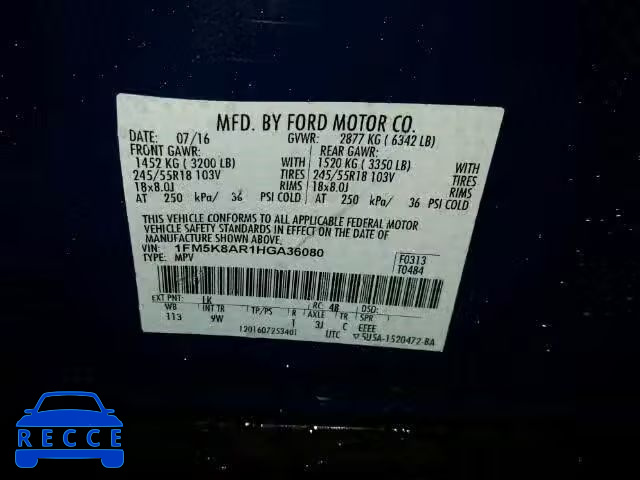 MFD. BY FORD MOTOR CO.
DATE: 07/16 GVWR: 2877 KG ( 6342 LB)
FRONT GAWR: REAR GAWR:
1452 KG ( 3200 LB) WITH 1520 KG ( 3350 LB) WITH
245/55R18 103V TIRES 245/55R18 103V TIRES
18x8.0J RIMS 18x8.0J RIMS
AT 250 kPa/ 36 PSI COLD AT 250 kPa/ 36 PSI COLD
THIS VEHICLE CONFORMS TO ALL APPLICABLE FEDERAL MOTOR
VEHICLE SAFETY STANDARDS IN EFFECT ON THE DATE OF
MANUFACTURE SHOWN ABOVE.
VIN: 1FM5K8AR1HGA36080 F0313
TYPE: MPV T0484
EXT PNT: LK RC: 48 DSO:
WB INT TR TP/PS R AXLE TR SPR
113 9W 1 3J C EEEE
1201607253401 UTC 5U5A-1520472-BA
RECCE